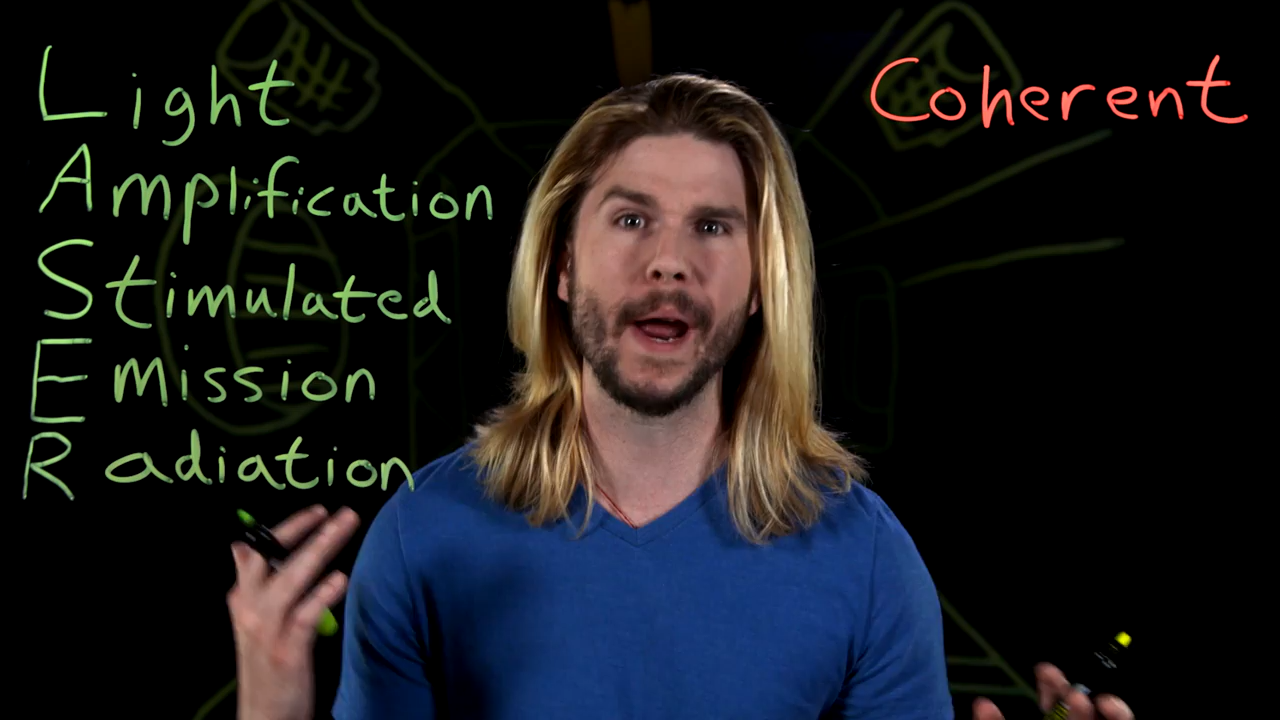 Light
Amplification
Stimulated
Emission
Radiation
Coherent